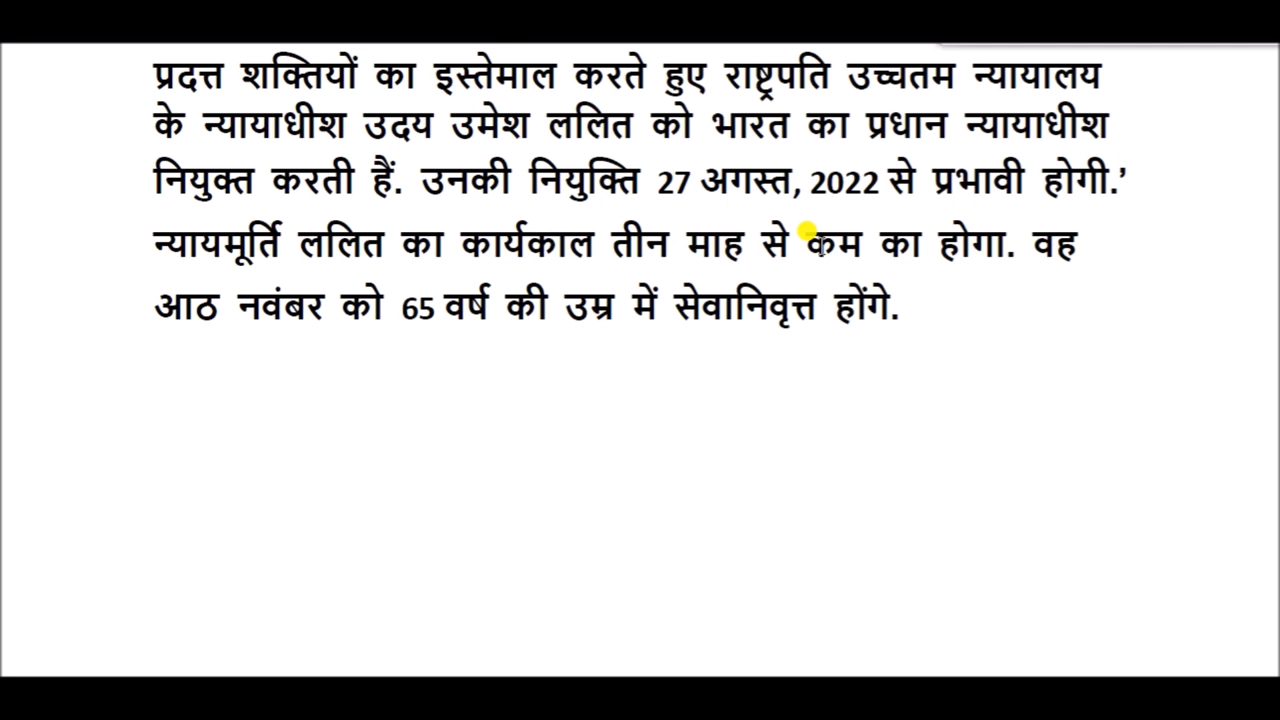 प्रदत्त शक्तियों का इस्तेमाल करते हुए राष्ट्रपति उच्चतम न्यायालय
के न्यायाधीश उदय उमेश ललित को भारत का प्रधान न्यायाधीश
नियुक्त करती हैं. उनकी नियुक्ति 27 अगस्त, 2022 से प्रभावी होगी.’
न्यायमूर्ति ललित का कार्यकाल तीन माह से कम का होगा. वह
आठ नवंबर को 65 वर्ष की उम्र में सेवानिवृत्त होंगे.